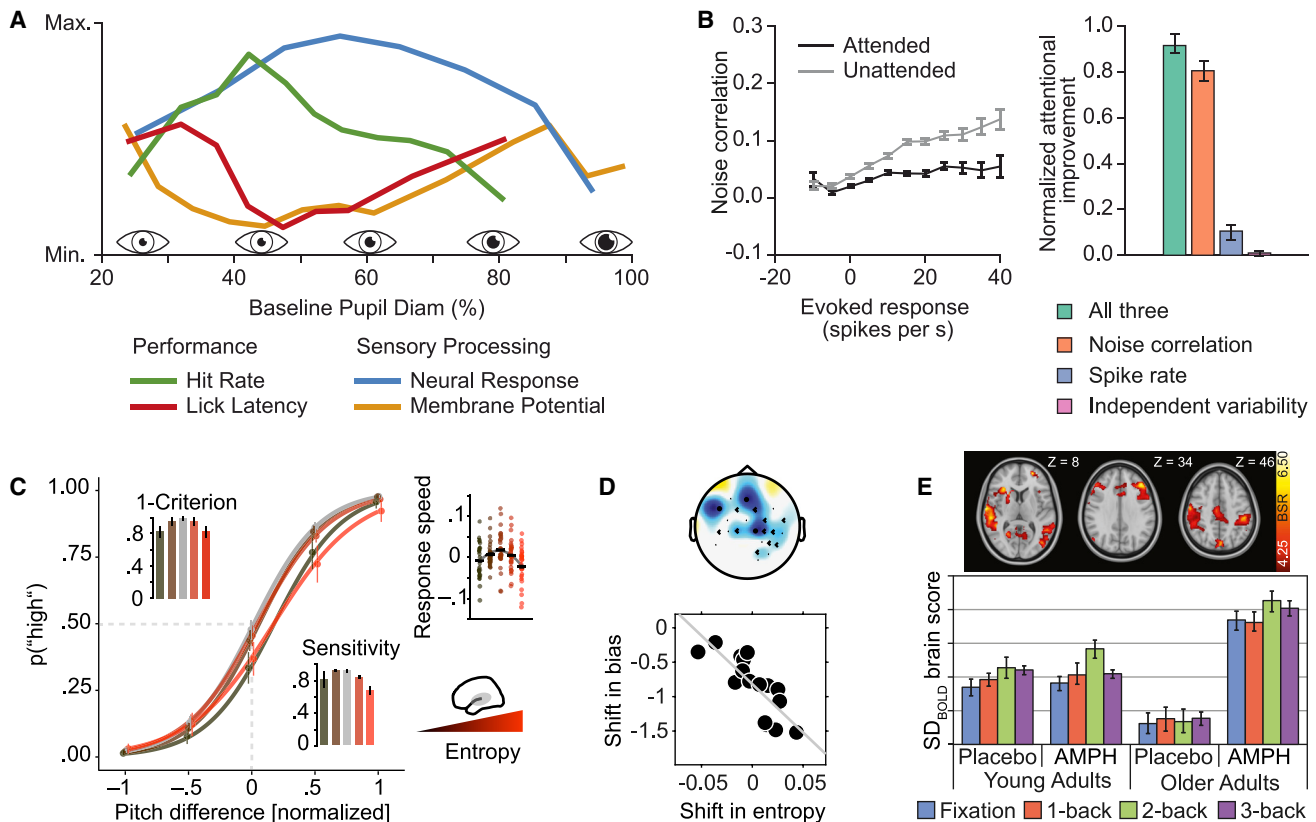 A
Max.
Min.
20 40 60 80 100
Baseline Pupil Diam (%)
Performance
Hit Rate
Lick Latency
Sensory Processing
Neural Response
Membrane Potential
B
Noise correlation
0.3
0.2
0.1
0.0
-0.1
Attended
Unattended
-20 0 20 40
Evoked response
(spikes per s)
Normalized attentional
improvement
1.0
0.8
0.6
0.4
0.2
0.0
All three
Noise correlation
Spike rate
Independent variability
C
p("high")
1.00
0.75
.50
0.25
.00
1-Criterion
1
.8
.6
.4
.2
Sensitivity
.8
.6
.4
.2
0
–1 –.5 0 .5 1
Pitch difference [normalized]
Response speed
.1
0
–.1
Entropy
D
Shift in bias
0
-0.5
-1.0
-1.5
-0.05 0 0.05
Shift in entropy
E
Z = 8
Z = 34
Z = 46
4.25 BSR 6.50
SD BOLD brain score
Placebo AMPH Placebo AMPH
Young Adults Older Adults
Fixation 1-back 2-back 3-back